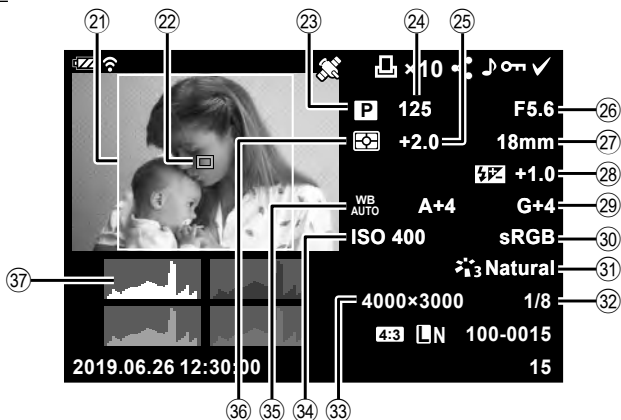 21 22 23 24 25
×10
P 125 F5.6 26
+2.0 18mm 27
+1.0 28
WB AUTO A+4 G+4 29
ISO 400 sRGB 30
3 Natural 31
37
4000×3000 1/8 32
4:3 L N 100-0015
2019.06.26 12:30:00 15
36 35 34 33